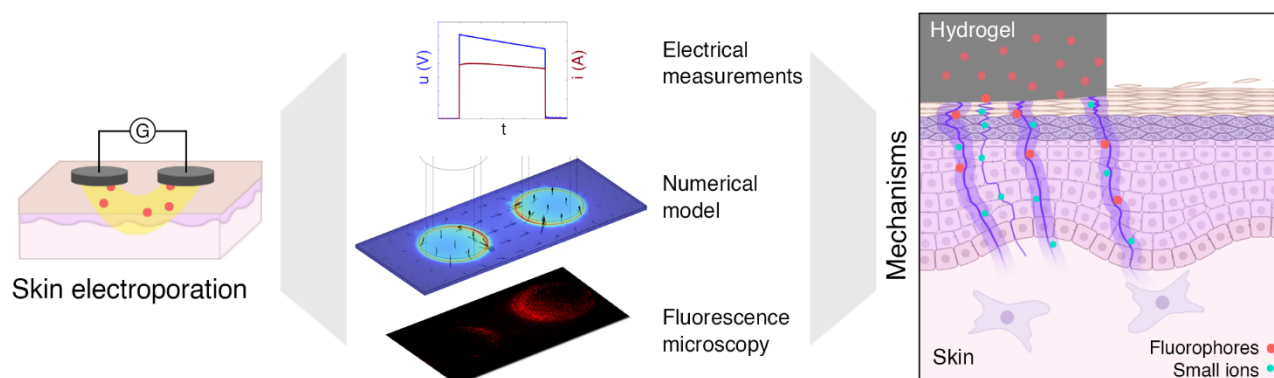 G
Skin electroporation
u (V)
i (A)
t
Electrical
measurements
Numerical
model
Fluorescence
microscopy
Mechanisms
Hydrogel
Skin
Fluorophores
Small ions